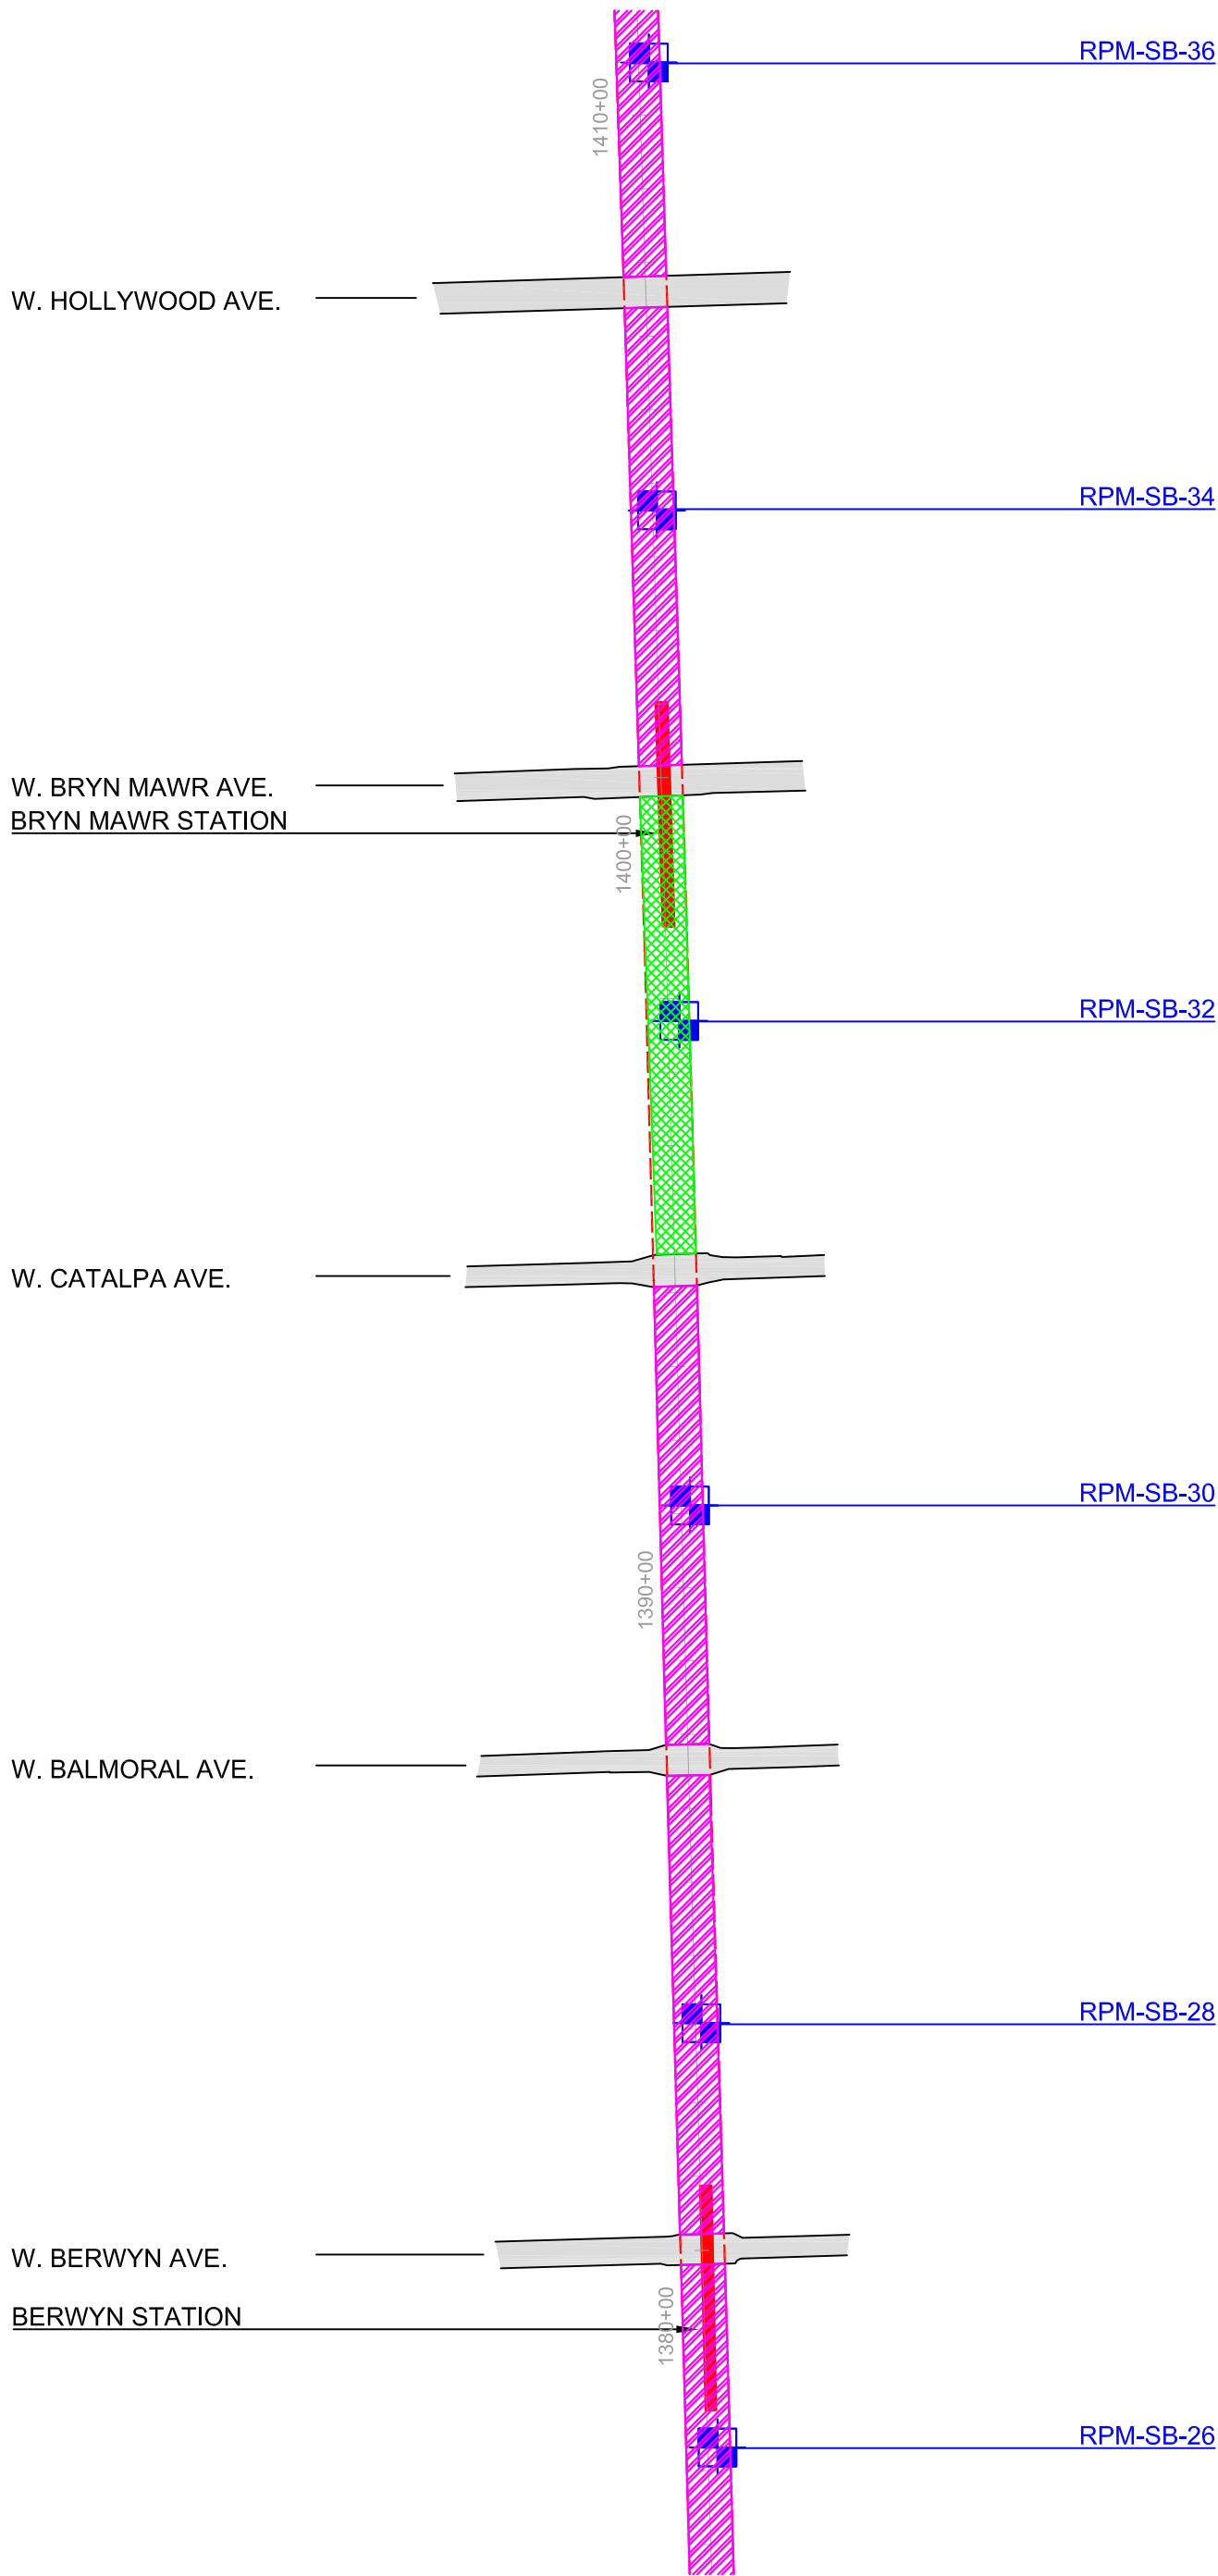 RPM-SB-36
1410+00
W. HOLLYWOOD AVE.
RPM-SB-34
W. BRYN MAWR AVE.
BRYN MAWR STATION
1400+00
RPM-SB-32
W. CATALPA AVE.
RPM-SB-30
1390+00
W. BALMORAL AVE.
RPM-SB-28
W. BERWYN AVE.
BERWYN STATION
1380+00
RPM-SB-26